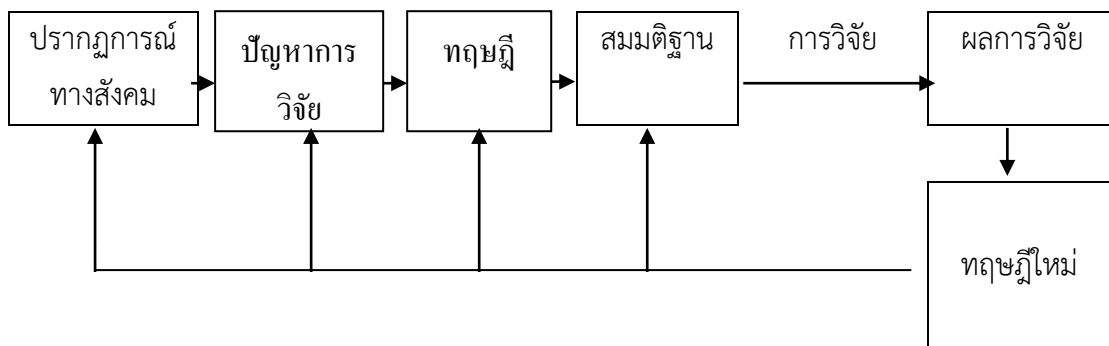 ปรากฏการณ์
ทางสังคม
ปัญหาการ
วิจัย
ทฤษฎี
สมมติฐาน
การวิจัย
ผลการวิจัย
ทฤษฎีใหม่